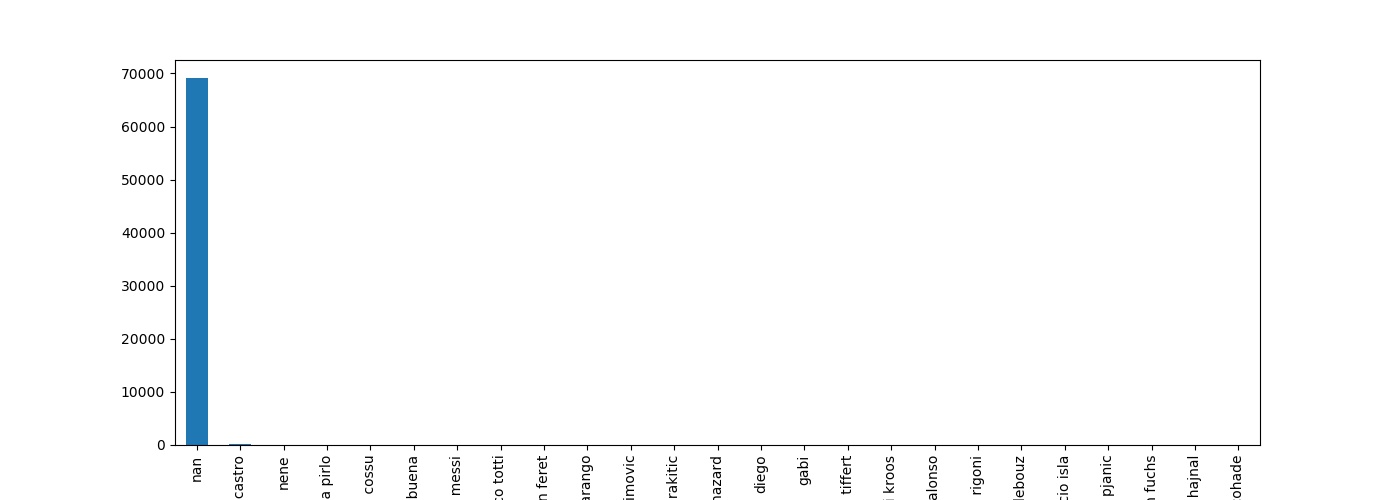 70000
60000
50000
40000
30000
20000
10000
0
nan
castro
nene
a pirlo
cossu
buena
messi
co totti
n feret
arango
imovic
rakitic
hazard
diego
gabi
tiffert
kroos
alonso
rigoni
lebouz
cio isla
pjanic
fuchs
hajnal
ohade